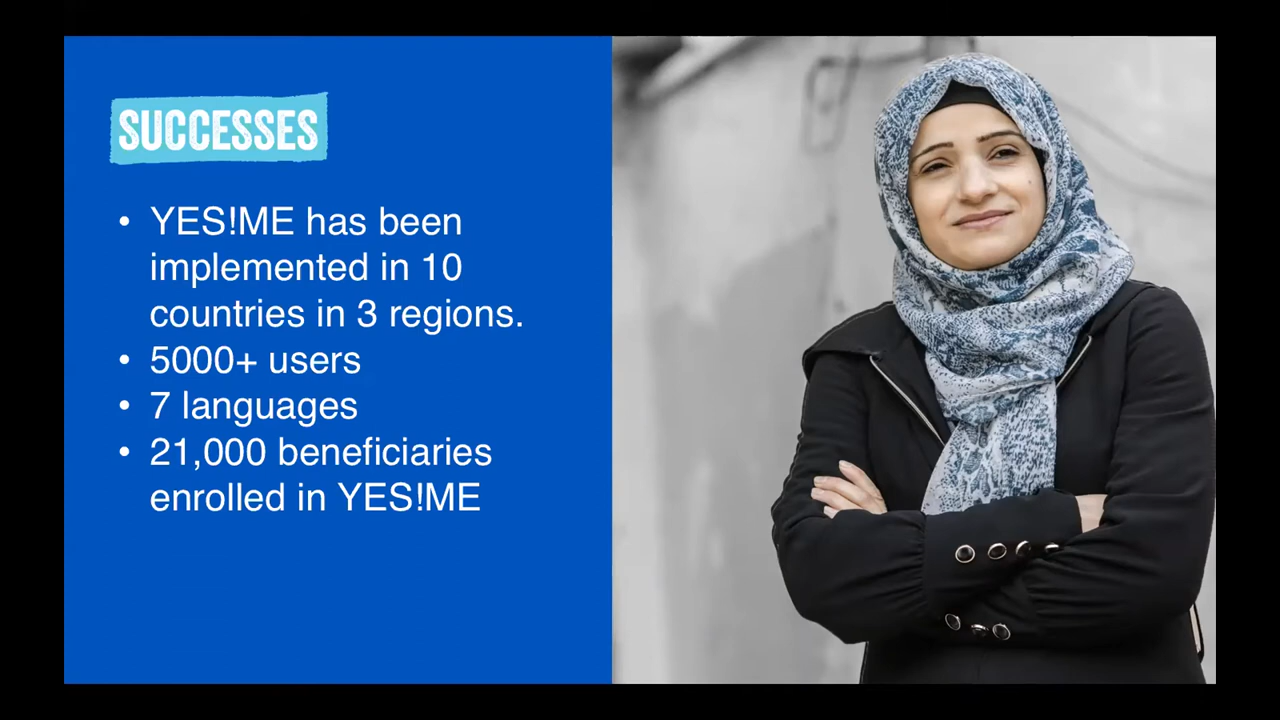 SUCCESSES
• YES!ME has been
implemented in 10
countries in 3 regions.
• 5000+ users
• 7 languages
• 21,000 beneficiaries
enrolled in YES!ME